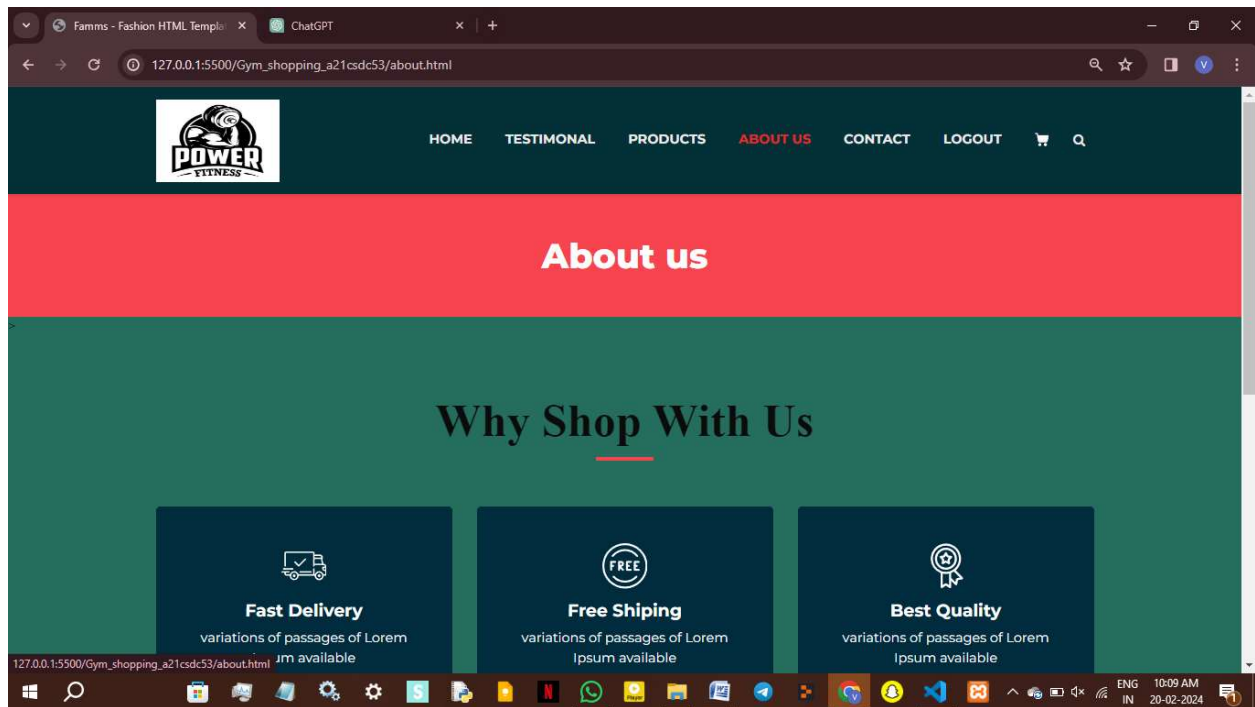 Famms - Fashion HTML Templa
ChatGPT
127.0.0.1:5500/Gym_shopping_a21csdc53/about.html
V
POWER
FITNESS
HOME TESTIMONAL PRODUCTS ABOUT US CONTACT LOGOUT
About us
>
Why Shop With Us
FREE
Fast Delivery Free Shiping Best Quality
variations of passages of Lorem variations of passages of Lorem variations of passages of Lorem
um available Ipsum available Ipsum available
127.0.0.1:5500/Gym_shopping_a21csdc53/about.html
ENG 10:09 AM
IN 20-02-2024